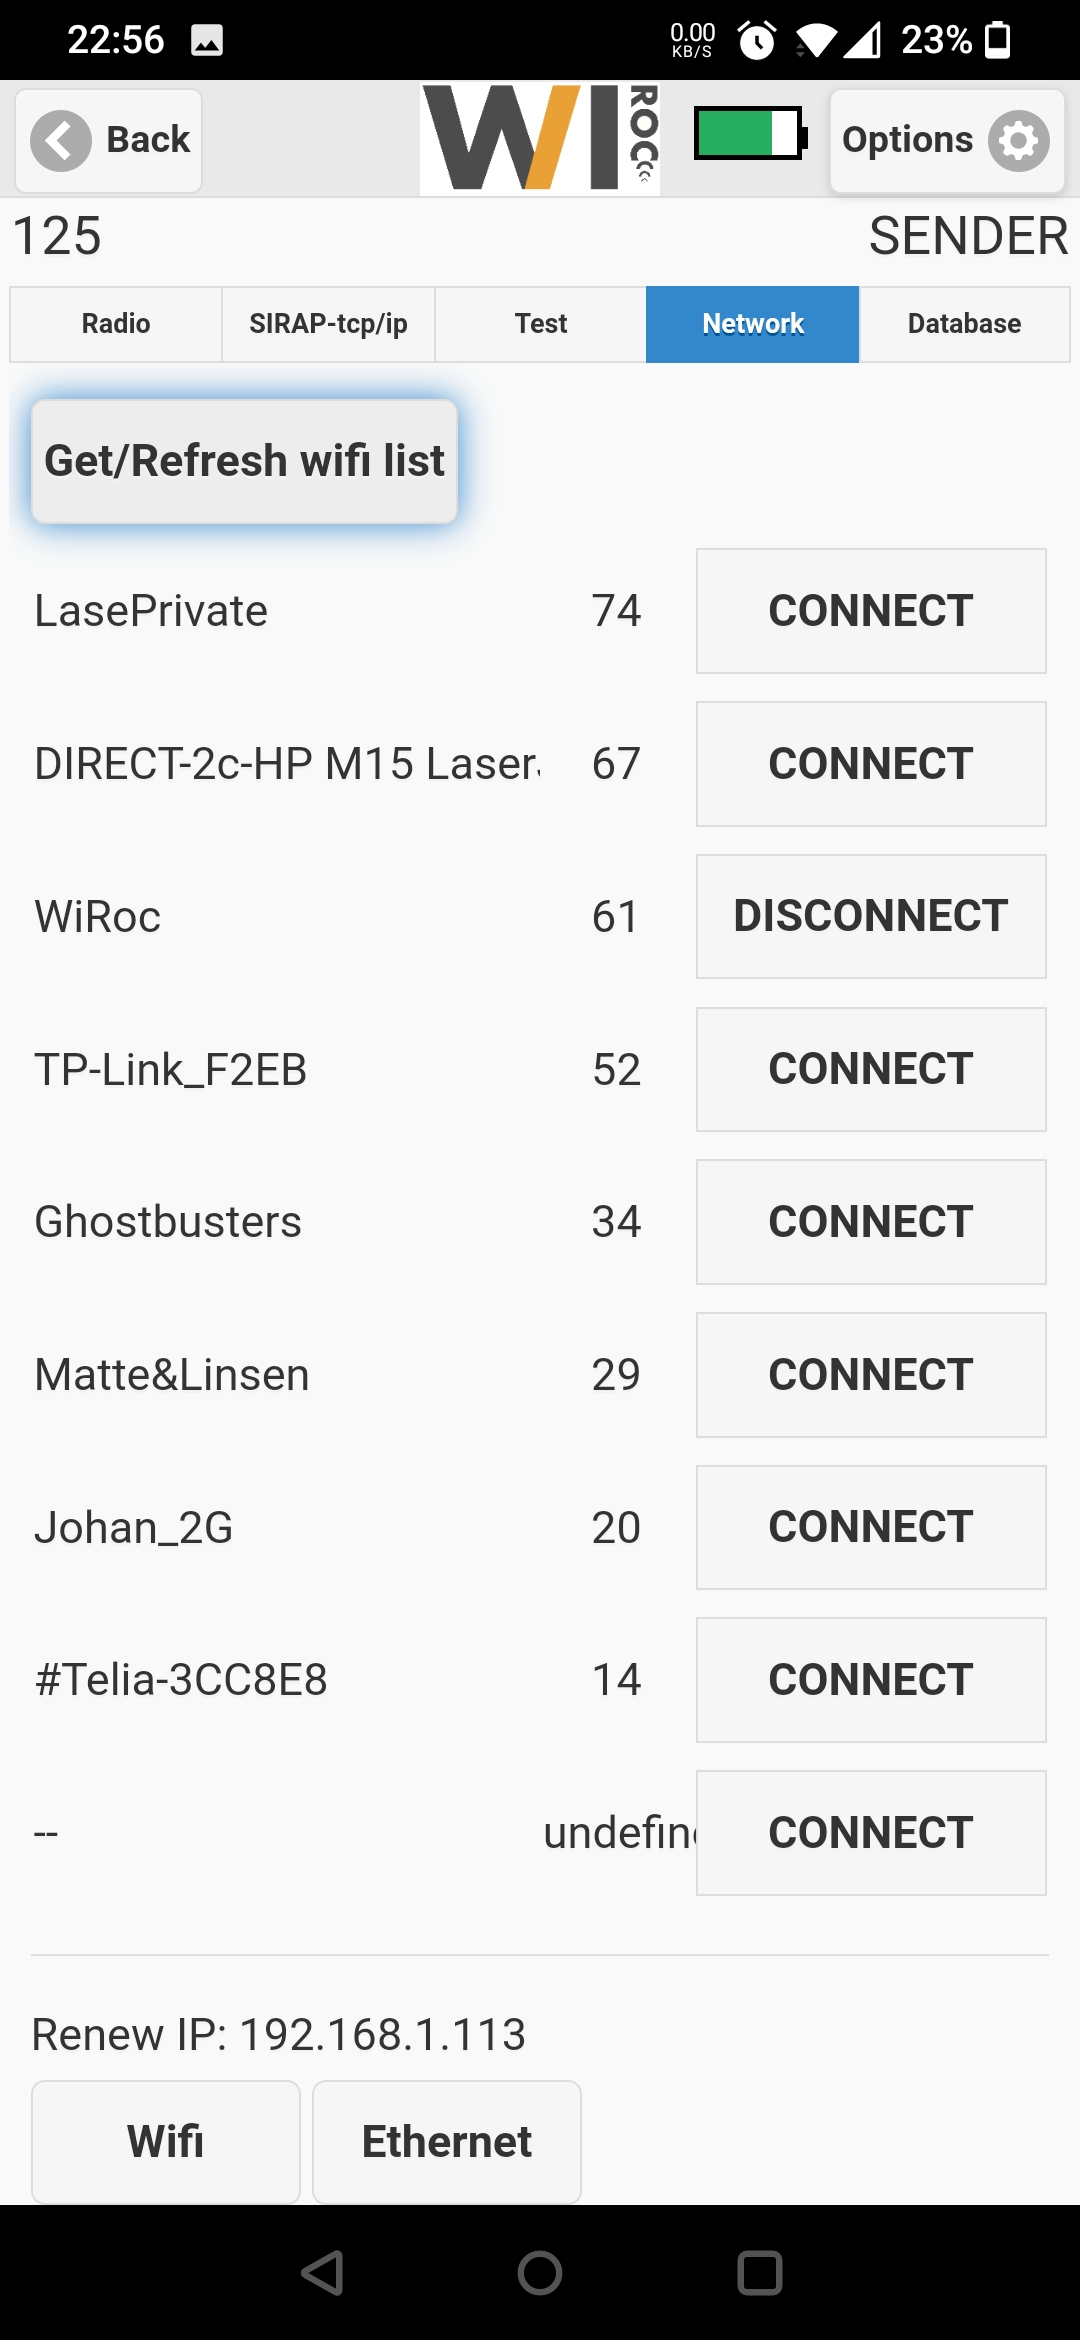 22:56 0.00 KB/S 23%
Back WI ROC Options
125 SENDER
Radio SIRAP-tcp/ip Test Network Database
Get/Refresh wifi list
LasePrivate 74 CONNECT
DIRECT-2c-HP M15 Laser 67 CONNECT
WiRoc 61 DISCONNECT
TP-Link_F2EB 52 CONNECT
Ghostbusters 34 CONNECT
Matte&Linsen 29 CONNECT
Johan_2G 20 CONNECT
#Telia-3CC8E8 14 CONNECT
-- undefin CONNECT
Renew IP: 192.168.1.113
Wifi Ethernet